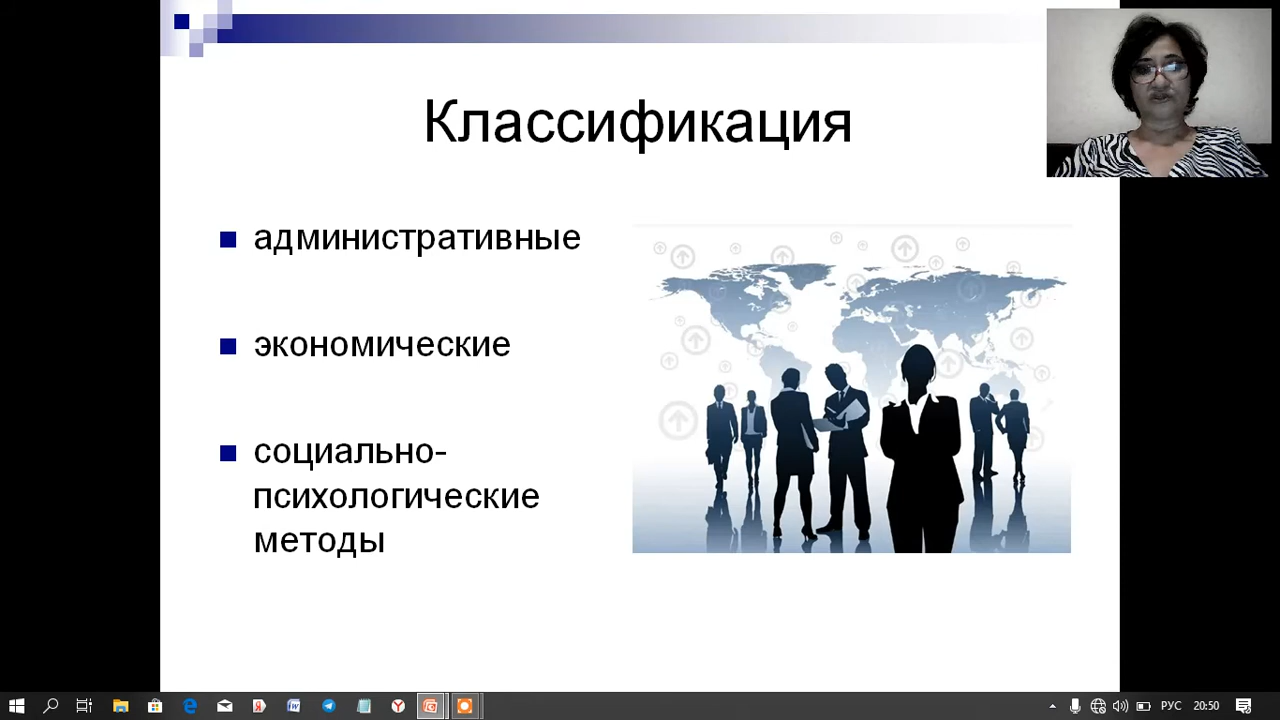 Классификация
административные
экономические
социально-
психологические
методы
РУС
20:50